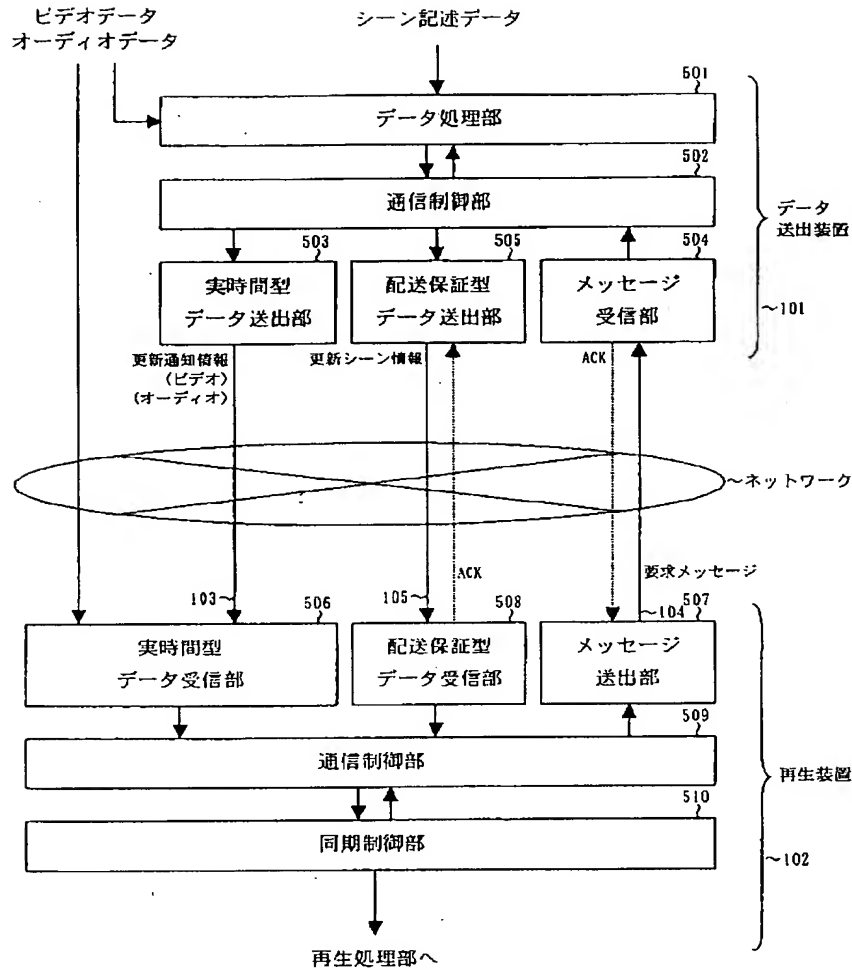 ビデオデータ
オーディオデータ
シーン記述データ
501
データ処理部
502
通信制御部
503
実時間型
データ送出部
505
配送保証型
データ送出部
504
メッセージ
受信部
データ
送出装置
~101
更新通知情報
(ビデオ)
(オーディオ)
更新シーン情報
ACK
~ネットワーク
ACK
要求メッセージ
103
105
104
506
実時間型
データ受信部
508
配送保証型
データ受信部
507
メッセージ
送出部
509
通信制御部
510
同期制御部
再生装置
~102
再生処理部へ